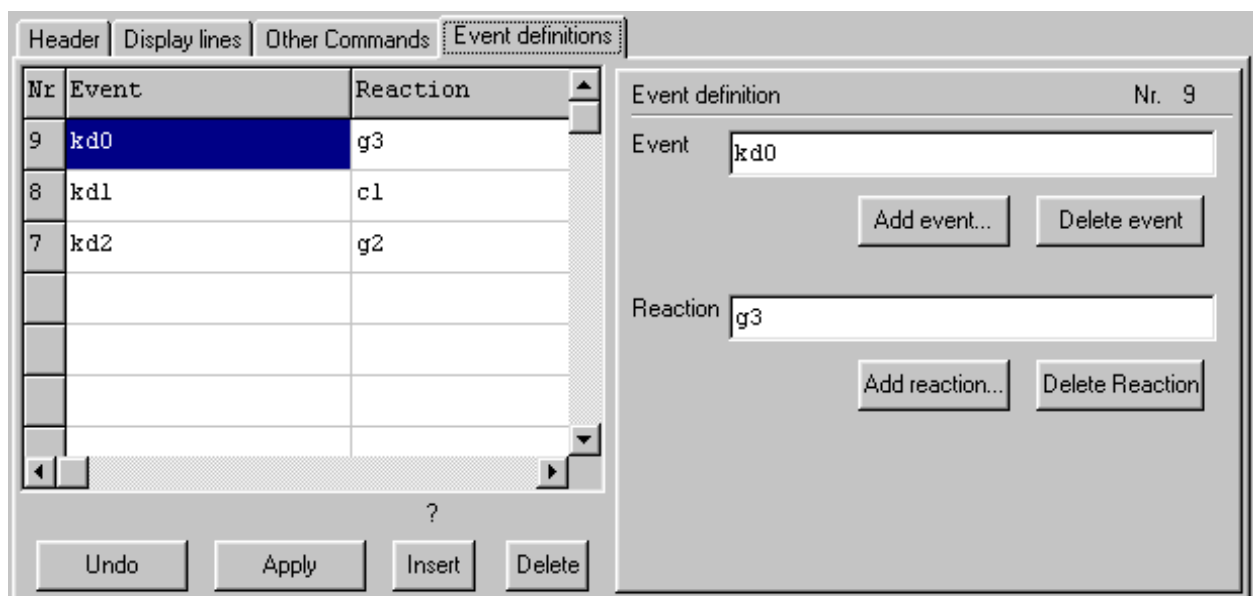 Header Display lines Other Commands Event definitions
Nr Event Reaction
9 kd0 g3
8 kd1 c1
7 kd2 g2
?
Undo Apply Insert Delete
Event definition Nr. 9
Event kd0
Add event... Delete event
Reaction g3
Add reaction... Delete Reaction